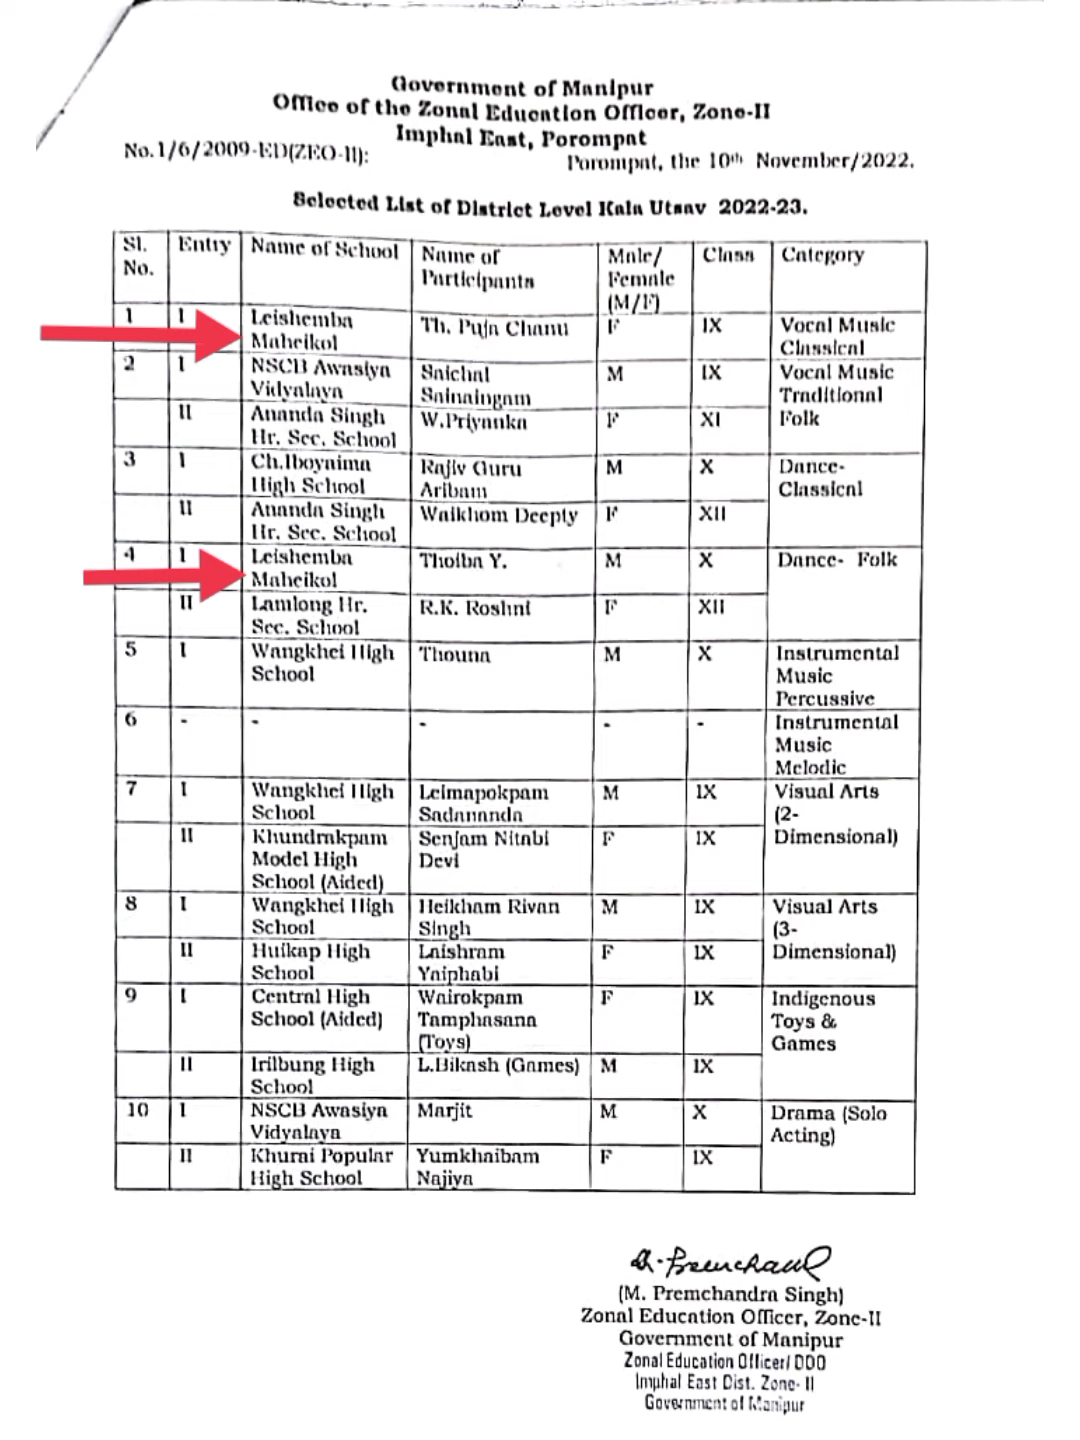 Government of Manipur
Office of the Zonal Education Officer, Zone-II
Imphal East, Porompat
No.1/6/2009-ED(ZEO-II):
Porompat, the 10th November/2022.
Selected List of District Level Kala Utsav 2022-23.
Sl. No. Entry Name of School Name of Participants Male/ Female (M/F) Class Category
1 I Leishemba Maheikol Th. Puja Chanu F IX Vocal Music Classical
2 I NSCB Awasiya Vidyalaya Saichal Sainaingam M IX Vocal Music Traditional Folk
II Ananda Singh Hr. Sec. School W.Priyanka F XI
3 I Ch.Iboynima High School Rajiv Guru Aribam M X Dance- Classical
II Ananda Singh Hr. Sec. School Waikhom Deepty F XII
4 I Leishemba Maheikol Thoiba Y. M X Dance- Folk
II Lamlong Hr. Sec. School R.K. Roshni F XII
5 I Wangkhei High School Thouna M X Instrumental Music Percussive
6 - - - - - Instrumental Music Melodic
7 I Wangkhei High School Leimapokpam Sadananda M IX Visual Arts (2- Dimensional)
II Khundrakpam Model High School (Aided) Senjam Nitabi Devi F IX
8 I Wangkhei High School Heikham Rivan Singh M IX Visual Arts (3- Dimensional)
II Huikap High School Laishram Yaiphabi F IX
9 I Central High School (Aided) Wairokpam Tamphasana (Toys) F IX Indigenous Toys & Games
II Irilbung High School L.Bikash (Games) M IX
10 I NSCB Awasiya Vidyalaya Marjit M X Drama (Solo Acting)
II Khurai Popular High School Yumkhaibam Najiya F IX
(M. Premchandra Singh)
Zonal Education Officer, Zone-II
Government of Manipur
Zonal Education Officer/ DDO
Imphal East Dist. Zone- II
Government of Manipur